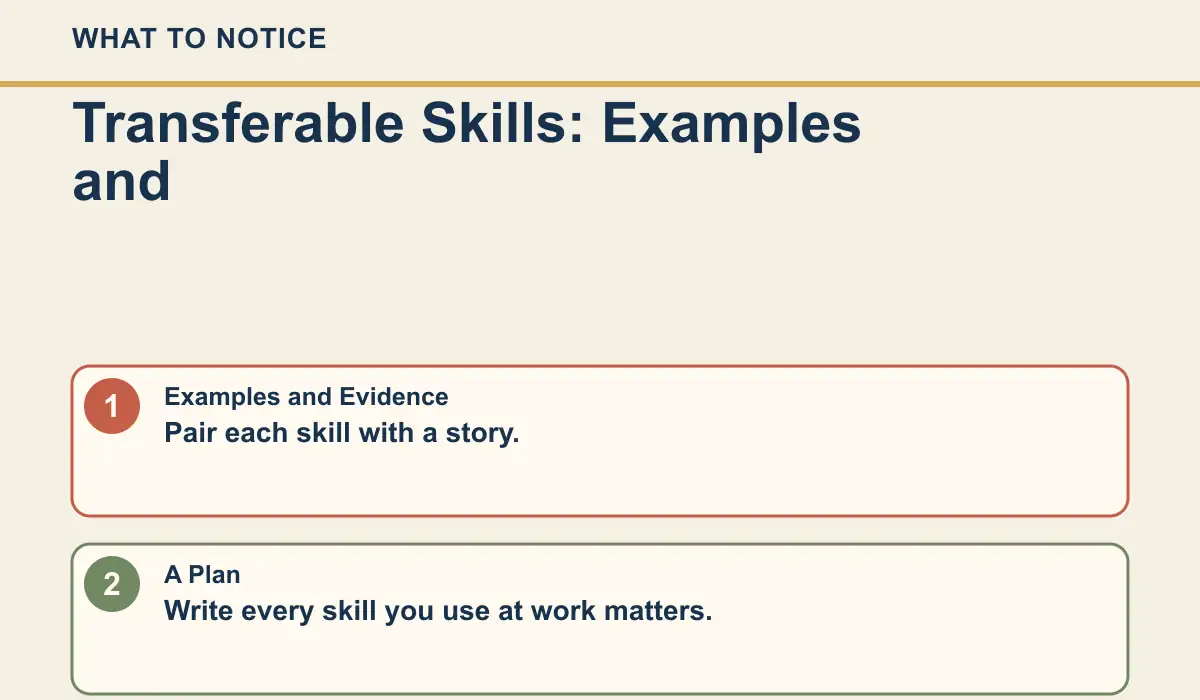 WHAT TO NOTICE
Transferable Skills: Examples
and
1
Examples and Evidence
Pair each skill with a story.
2
A Plan
Write every skill you use at work matters.